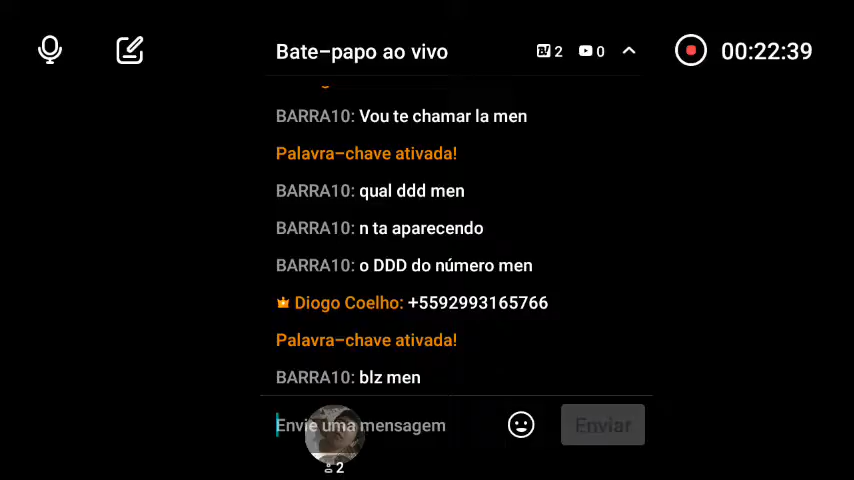 Bate-papo ao vivo 2 0 00:22:39
BARRA10: Vou te chamar la men
Palavra-chave ativada!
BARRA10: qual ddd men
BARRA10: n ta aparecendo
BARRA10: o DDD do número men
Diogo Coelho: +5592993165766
Palavra-chave ativada!
BARRA10: blz men
Envie uma mensagem Enviar
2